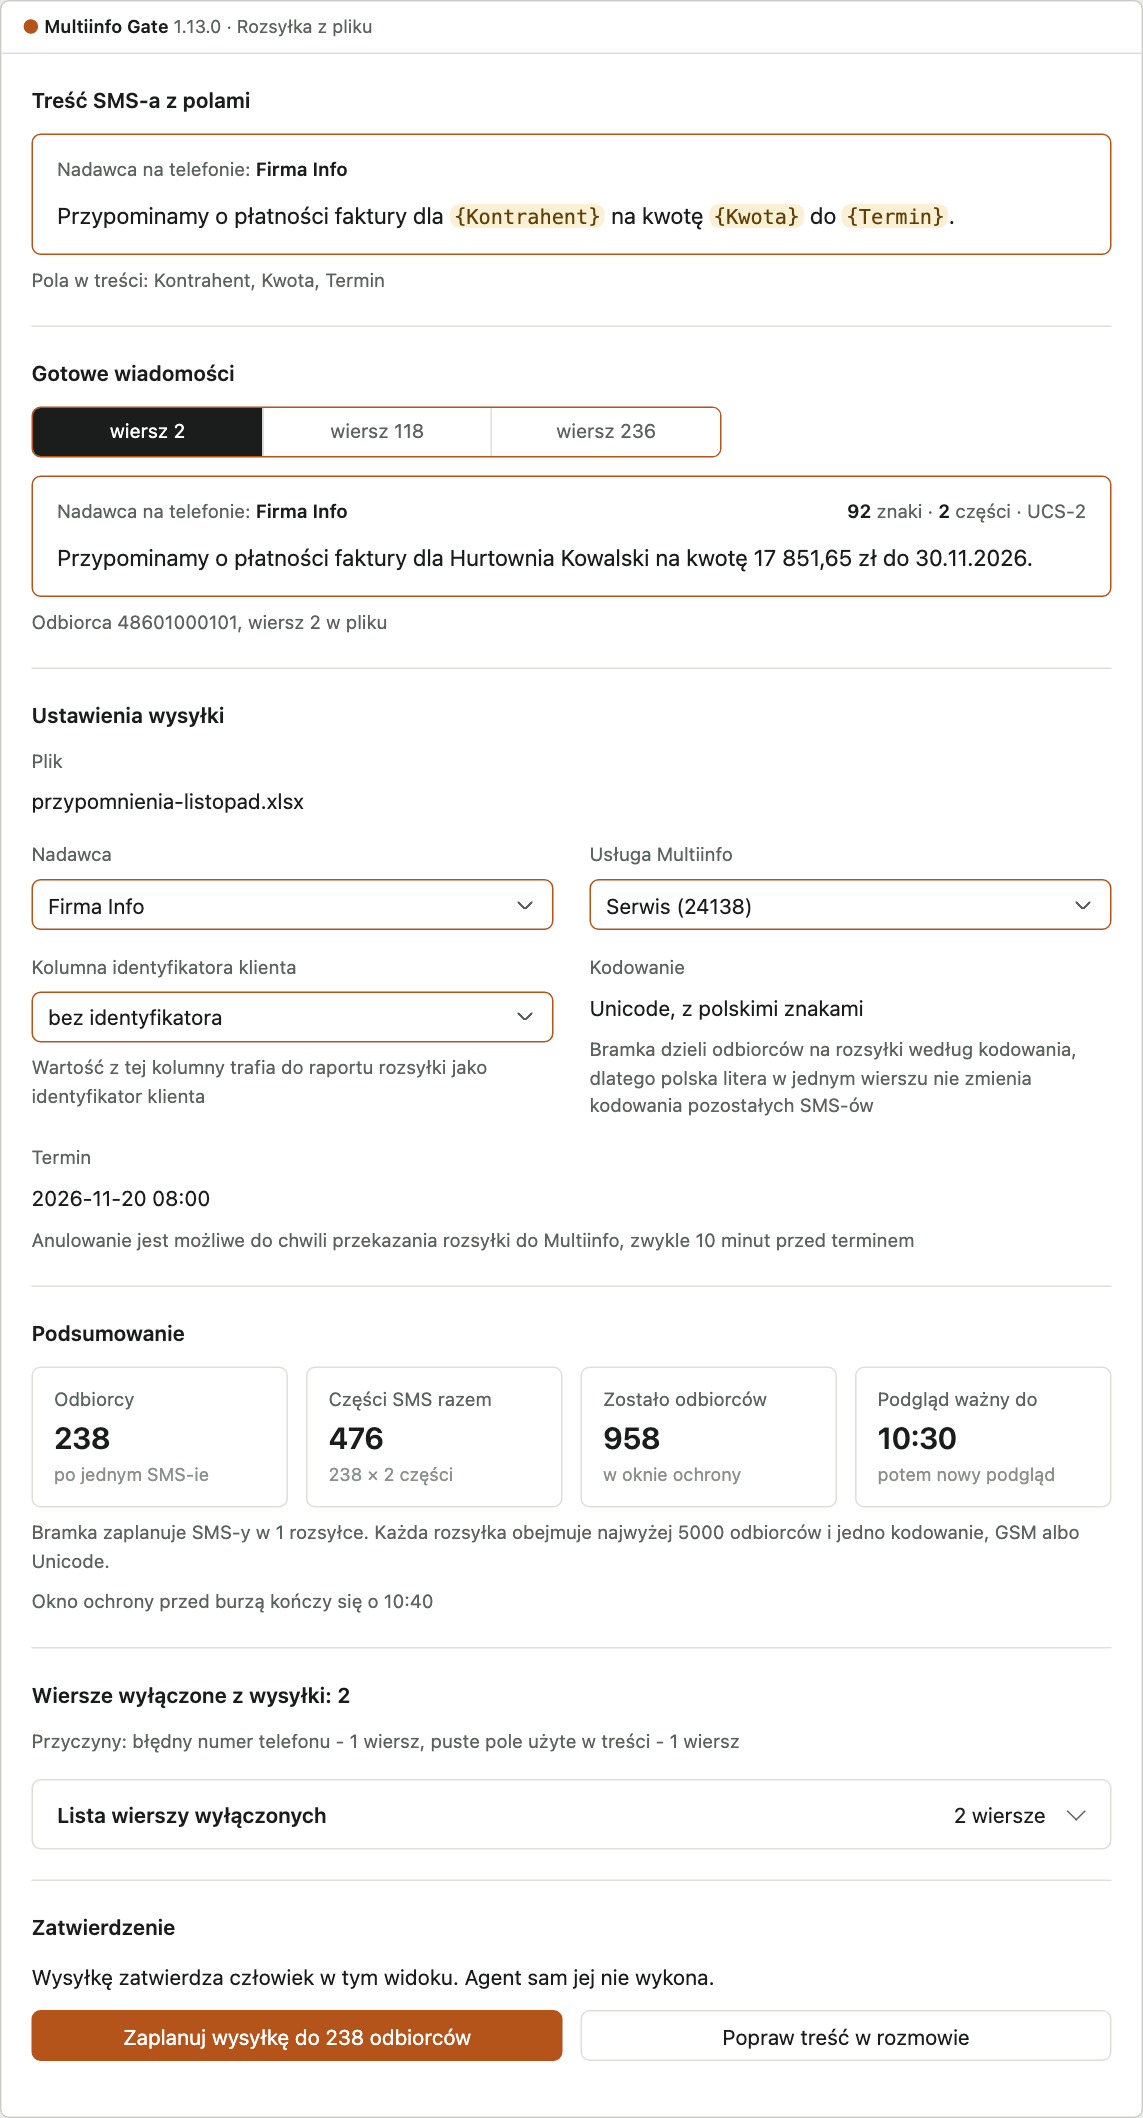 Multiinfo Gate 1.13.0 · Rozsyłka z pliku
Treść SMS-a z polami
Nadawca na telefonie: Firma Info
Przypominamy o płatności faktury dla {Kontrahent} na kwotę {Kwota} do {Termin}.
Pola w treści: Kontrahent, Kwota, Termin
Gotowe wiadomości
wiersz 2
wiersz 118
wiersz 236
Nadawca na telefonie: Firma Info
92 znaki · 2 części · UCS-2
Przypominamy o płatności faktury dla Hurtownia Kowalski na kwotę 17 851,65 zł do 30.11.2026.
Odbiorca 48601000101, wiersz 2 w pliku
Ustawienia wysyłki
Plik
przypomnienia-listopad.xlsx
Nadawca
Firma Info
Usługa Multiinfo
Serwis (24138)
Kolumna identyfikatora klienta
bez identyfikatora
Wartość z tej kolumny trafia do raportu rozsyłki jako
identyfikator klienta
Kodowanie
Unicode, z polskimi znakami
Bramka dzieli odbiorców na rozsyłki według kodowania,
dlatego polska litera w jednym wierszu nie zmienia
kodowania pozostałych SMS-ów
Termin
2026-11-20 08:00
Anulowanie jest możliwe do chwili przekazania rozsyłki do Multiinfo, zwykle 10 minut przed terminem
Podsumowanie
Odbiorcy
238
po jednym SMS-ie
Części SMS razem
476
238 × 2 części
Zostało odbiorców
958
w oknie ochrony
Podgląd ważny do
10:30
potem nowy podgląd
Bramka zaplanuje SMS-y w 1 rozsyłce. Każda rozsyłka obejmuje najwyżej 5000 odbiorców i jedno kodowanie, GSM albo
Unicode.
Okno ochrony przed burzą kończy się o 10:40
Wiersze wyłączone z wysyłki: 2
Przyczyny: błędny numer telefonu - 1 wiersz, puste pole użyte w treści - 1 wiersz
Lista wierszy wyłączonych
2 wiersze
Zatwierdzenie
Wysyłkę zatwierdza człowiek w tym widoku. Agent sam jej nie wykona.
Zaplanuj wysyłkę do 238 odbiorców
Popraw treść w rozmowie